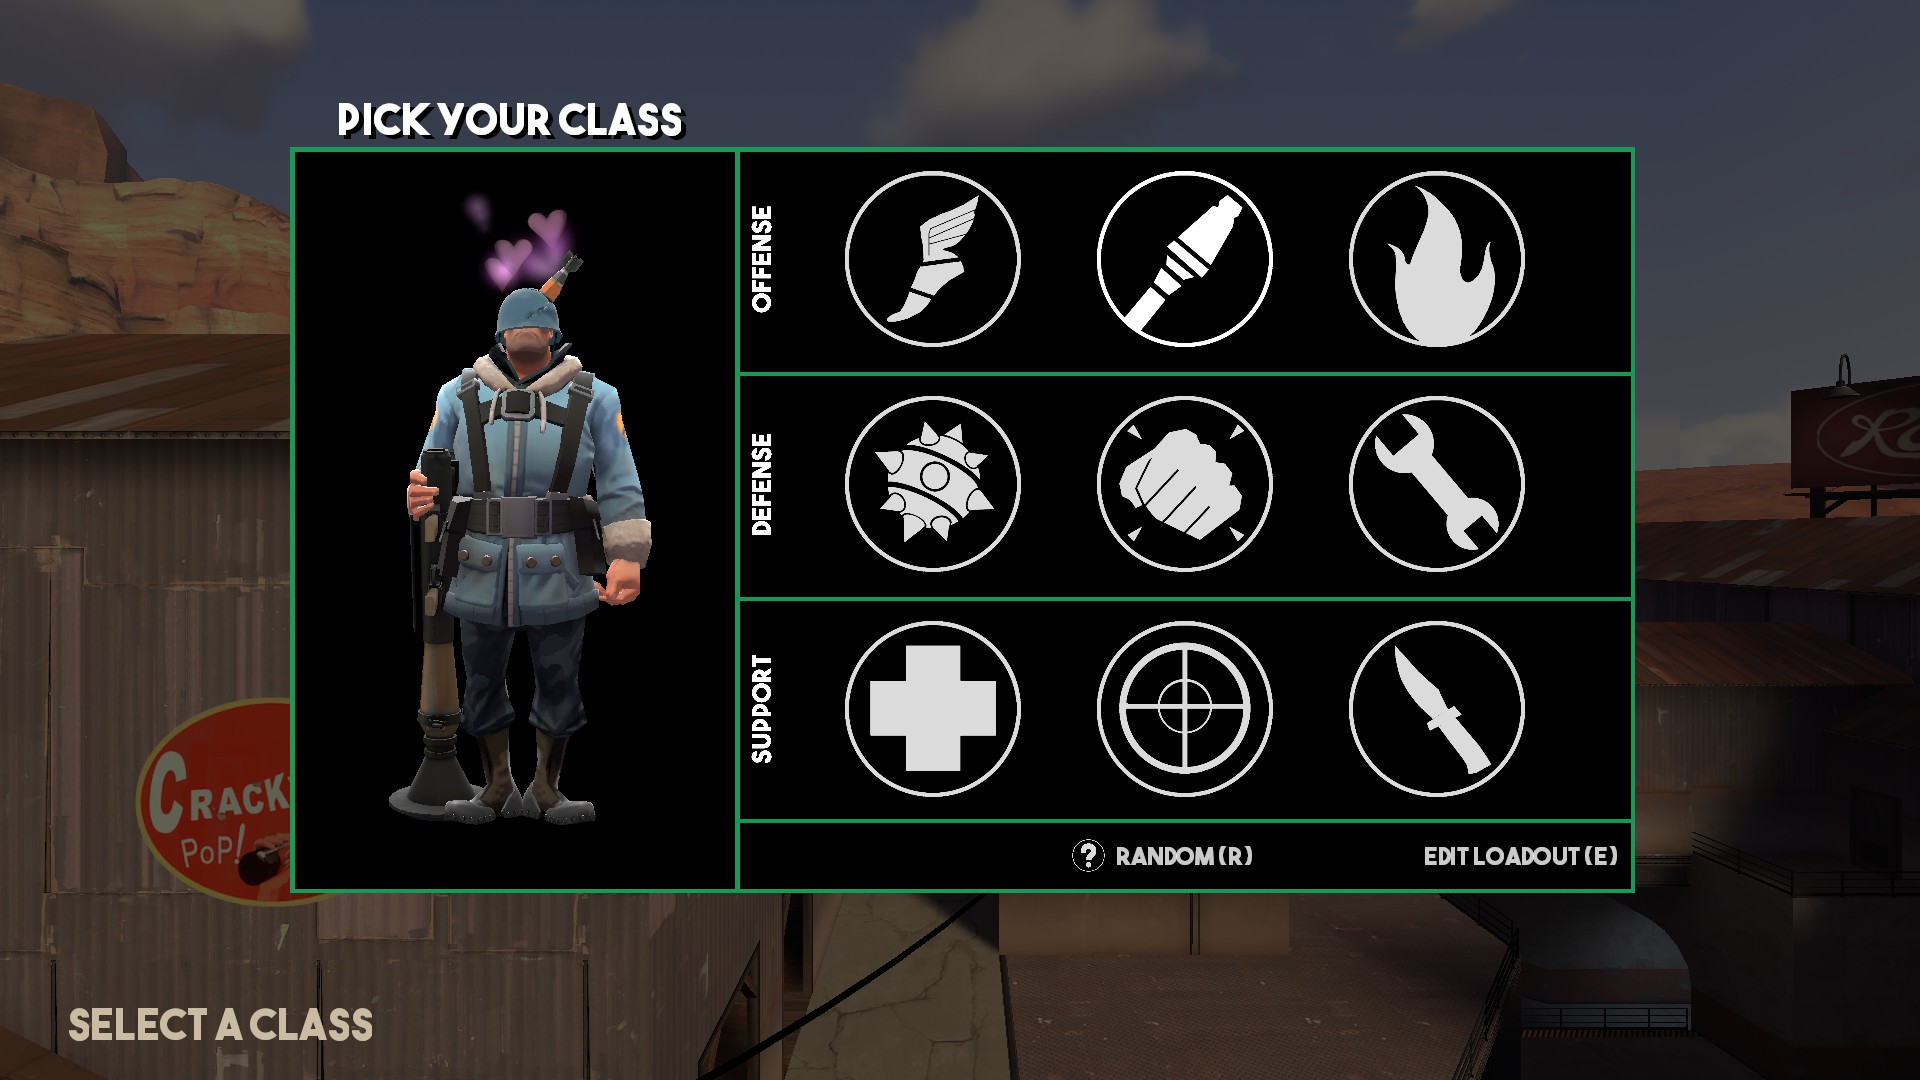 PICK YOUR CLASS
OFFENSE
DEFENSE
SUPPORT
? RANDOM (R)
EDIT LOADOUT (E)
CRACK
POP!
SELECT A CLASS